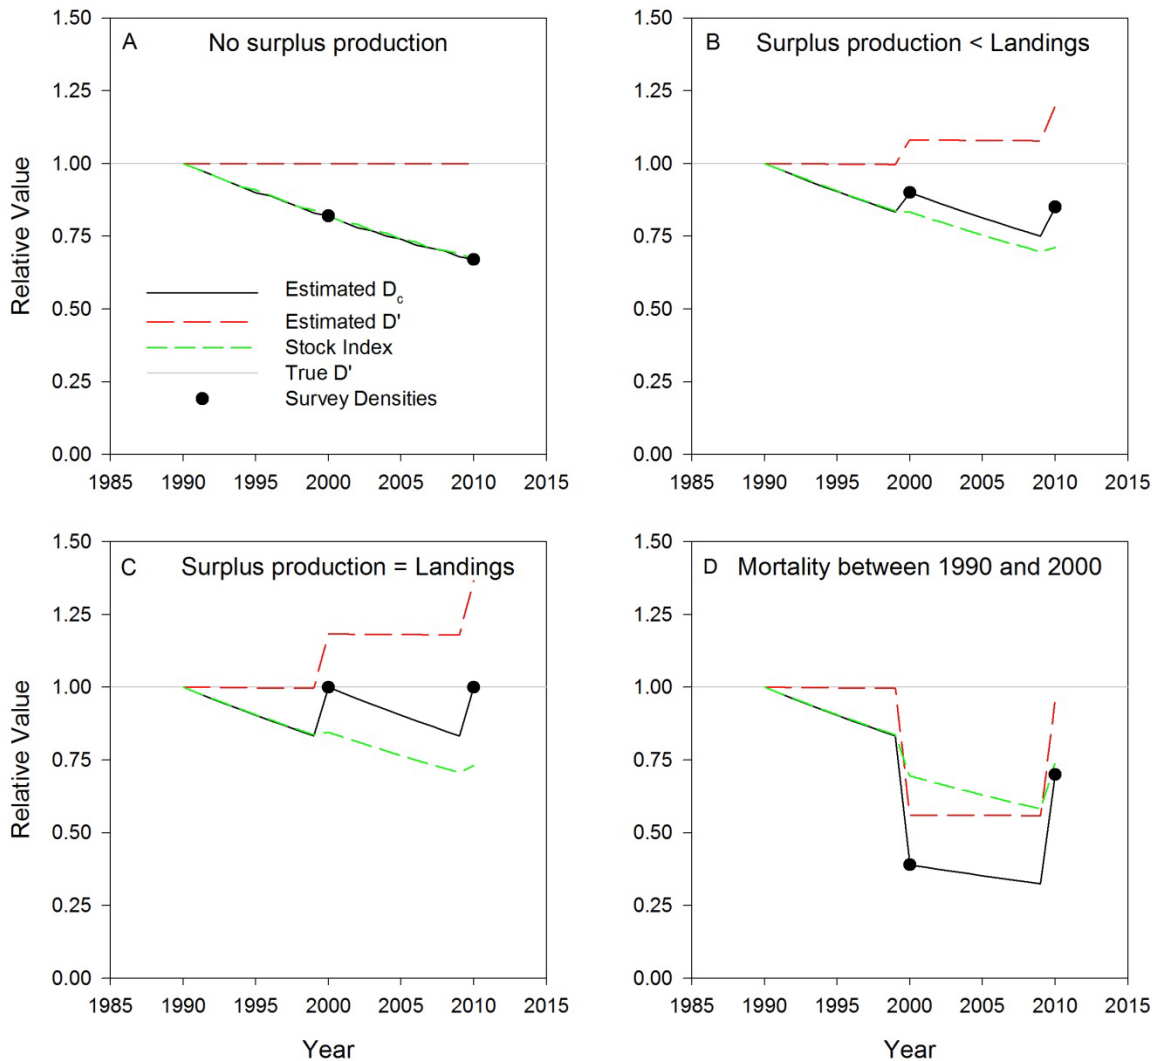 A No surplus production
1.50
1.25
1.00
0.75
0.50
0.25
0.00
Relative Value
Estimated Dc
Estimated D'
Stock Index
True D'
Survey Densities
1985 1990 1995 2000 2005 2010 2015
B Surplus production < Landings
1.50
1.25
1.00
0.75
0.50
0.25
0.00
1985 1990 1995 2000 2005 2010 2015
C Surplus production = Landings
1.50
1.25
1.00
0.75
0.50
0.25
0.00
Relative Value
1985 1990 1995 2000 2005 2010 2015
Year
D Mortality between 1990 and 2000
1.50
1.25
1.00
0.75
0.50
0.25
0.00
1985 1990 1995 2000 2005 2010 2015
Year